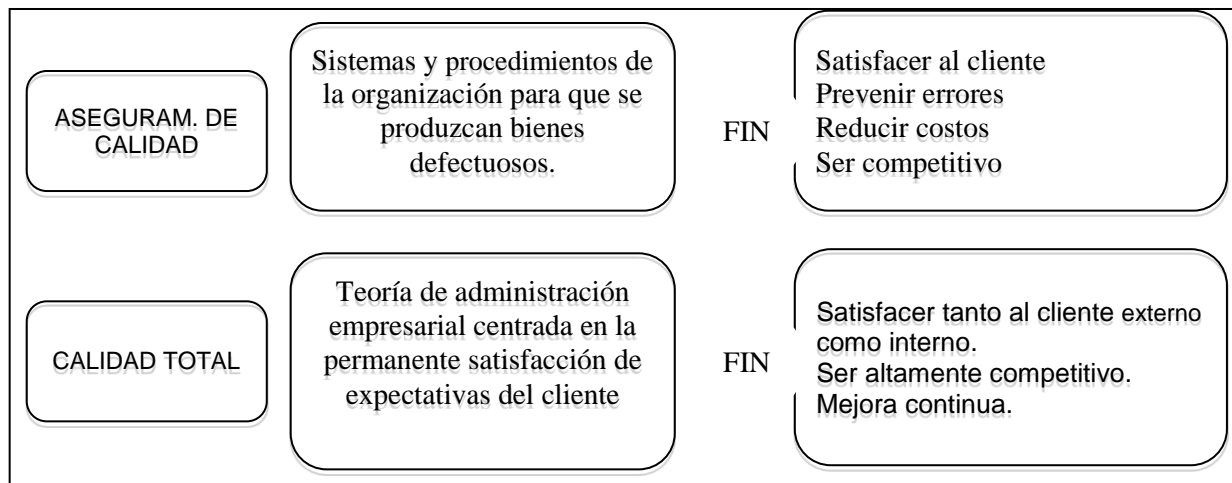 ASEGURAM. DE
CALIDAD
Sistemas y procedimientos de
la organización para que se
produzcan bienes
defectuosos.
FIN
Satisfacer al cliente
Prevenir errores
Reducir costos
Ser competitivo
CALIDAD TOTAL
Teoría de administración
empresarial centrada en la
permanente satisfacción de
expectativas del cliente
FIN
Satisfacer tanto al cliente externo
como interno.
Ser altamente competitivo.
Mejora continua.